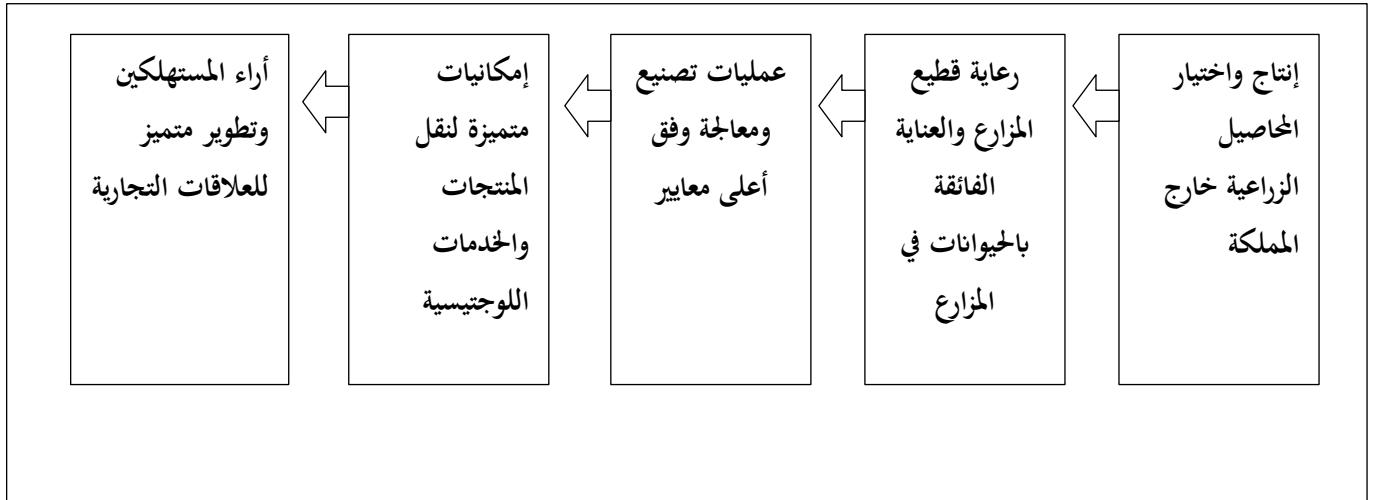 إنتاج واختيار
المحاصيل
الزراعية خارج
المملكة
رعاية قطيع
المزارع والعناية
الفائقة
بالحيوانات في
المزارع
عمليات تصنيع
ومعالجة وفق
أعلى معايير
إمكانيات
متميزة لنقل
المنتجات
والخدمات
اللوجتيسية
أراء المستهلكين
وتطوير متميز
للعلاقات التجارية